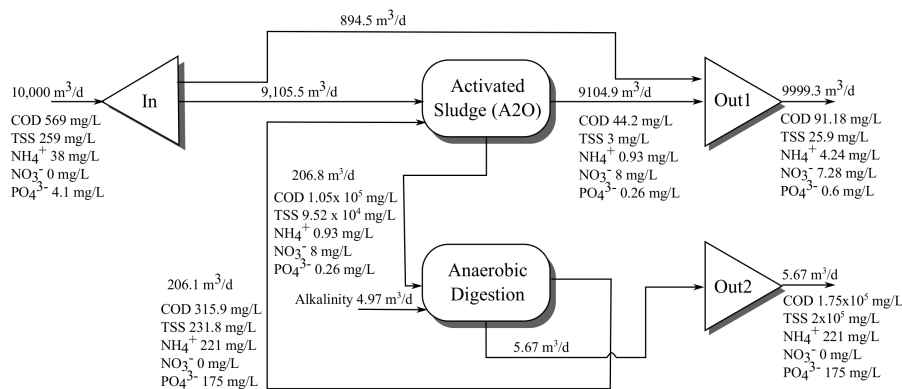 894.5 m³/d
10,000 m³/d
In
9,105.5 m³/d
Activated
Sludge (A2O)
9104.9 m³/d
Out1
9999.3 m³/d
COD 569 mg/L
TSS 259 mg/L
NH₄⁺ 38 mg/L
NO₃⁻ 0 mg/L
PO₄³⁻ 4.1 mg/L
COD 44.2 mg/L
TSS 3 mg/L
NH₄⁺ 0.93 mg/L
NO₃⁻ 8 mg/L
PO₄³⁻ 0.26 mg/L
COD 91.18 mg/L
TSS 25.9 mg/L
NH₄⁺ 4.24 mg/L
NO₃⁻ 7.28 mg/L
PO₄³⁻ 0.6 mg/L
206.8 m³/d
COD 1.05x 10⁵ mg/L
TSS 9.52 x 10⁴ mg/L
NH₄⁺ 0.93 mg/L
NO₃⁻ 8 mg/L
PO₄³⁻ 0.26 mg/L
Anaerobic
Digestion
Alkalinity 4.97 m³/d
5.67 m³/d
Out2
5.67 m³/d
COD 1.75x10⁵ mg/L
TSS 2x10⁵ mg/L
NH₄⁺ 221 mg/L
NO₃⁻ 0 mg/L
PO₄³⁻ 175 mg/L
206.1 m³/d
COD 315.9 mg/L
TSS 231.8 mg/L
NH₄⁺ 221 mg/L
NO₃⁻ 0 mg/L
PO₄³⁻ 175 mg/L